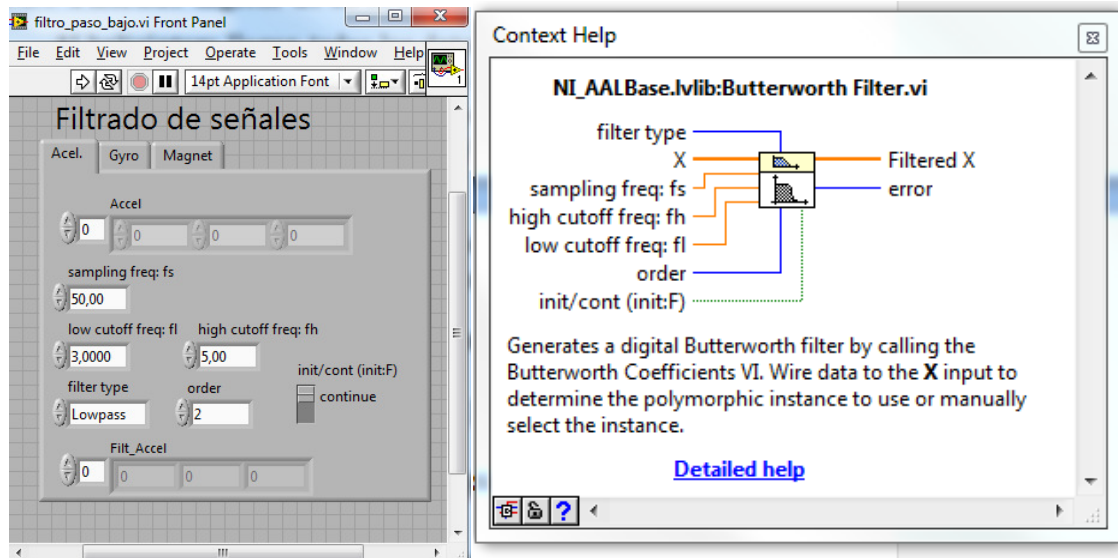 filtro_paso_bajo.vi Front Panel
File Edit View Project Operate Tools Window Help
14pt Application Font
1
Filtrado de señales
Acel. Gyro Magnet
Accel
0 0 0 0
sampling freq: fs
50,00
low cutoff freq: fl high cutoff freq: fh
3,0000 5,00
init/cont (init:F)
filter type order
continue
Lowpass 2
Filt_Accel
0 0 0 0
Context Help
NI_AALBase.lvlib:Butterworth Filter.vi
filter type
X Filtered X
sampling freq: fs error
high cutoff freq: fh
low cutoff freq: fl
order
init/cont (init:F)
Generates a digital Butterworth filter by calling the
Butterworth Coefficients VI. Wire data to the X input to
determine the polymorphic instance to use or manually
select the instance.
Detailed help
?